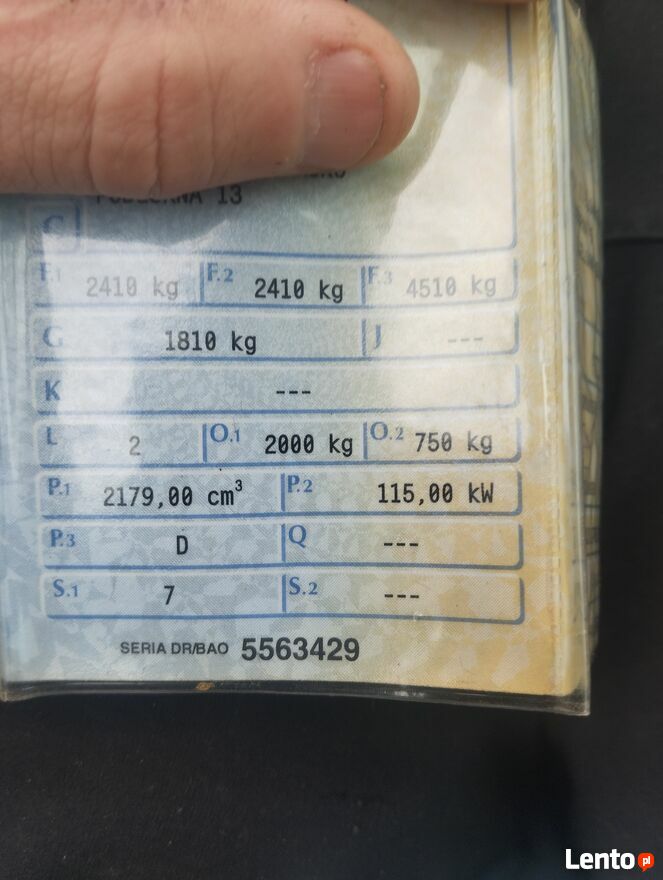 13
C
F.1 2410 kg F.2 2410 kg F.3 4510 kg
G 1810 kg J ---
K ---
L 2 O.1 2000 kg O.2 750 kg
P.1 2179,00 cm³ P.2 115,00 kW
P.3 D Q ---
S.1 7 S.2 ---
SERIA DR/BAO 5563429
Lento.pl